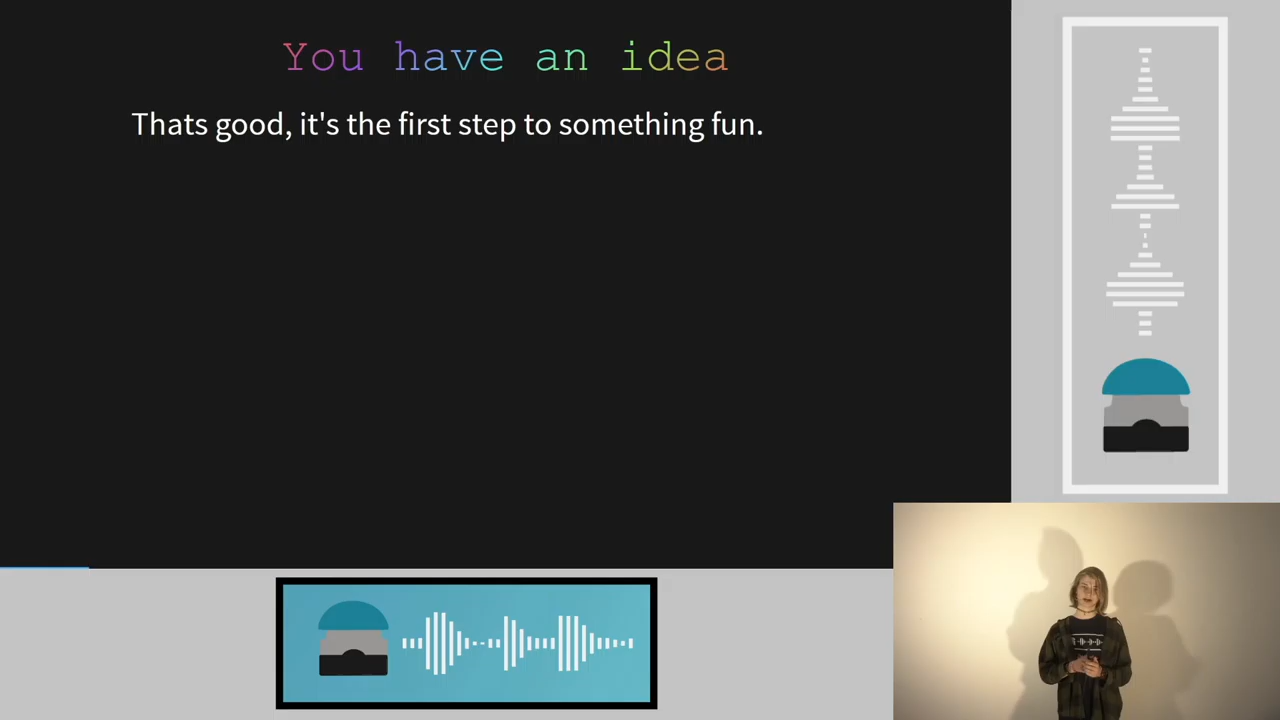 You have an idea
Thats good, it's the first step to something fun.